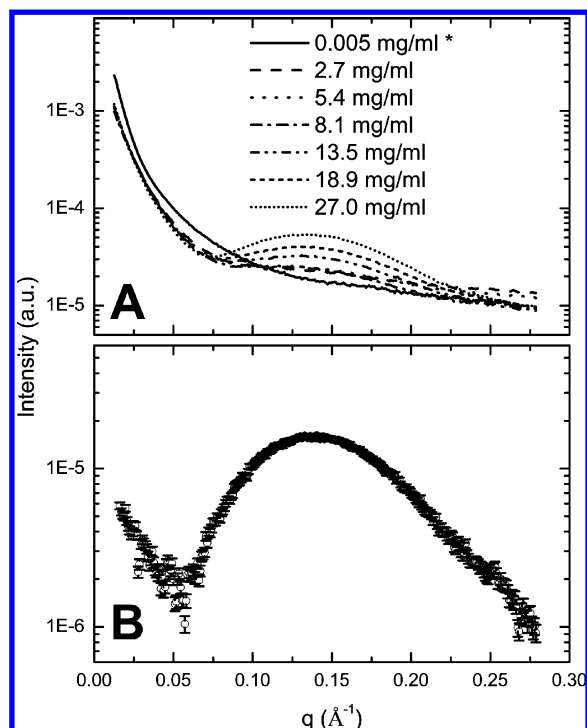 0.005 mg/ml *
2.7 mg/ml
5.4 mg/ml
8.1 mg/ml
13.5 mg/ml
18.9 mg/ml
27.0 mg/ml
1E-3
1E-4
1E-5
A
Intensity (a.u.)
1E-5
1E-6
B
0.00 0.05 0.10 0.15 0.20 0.25 0.30
q (Å⁻¹)